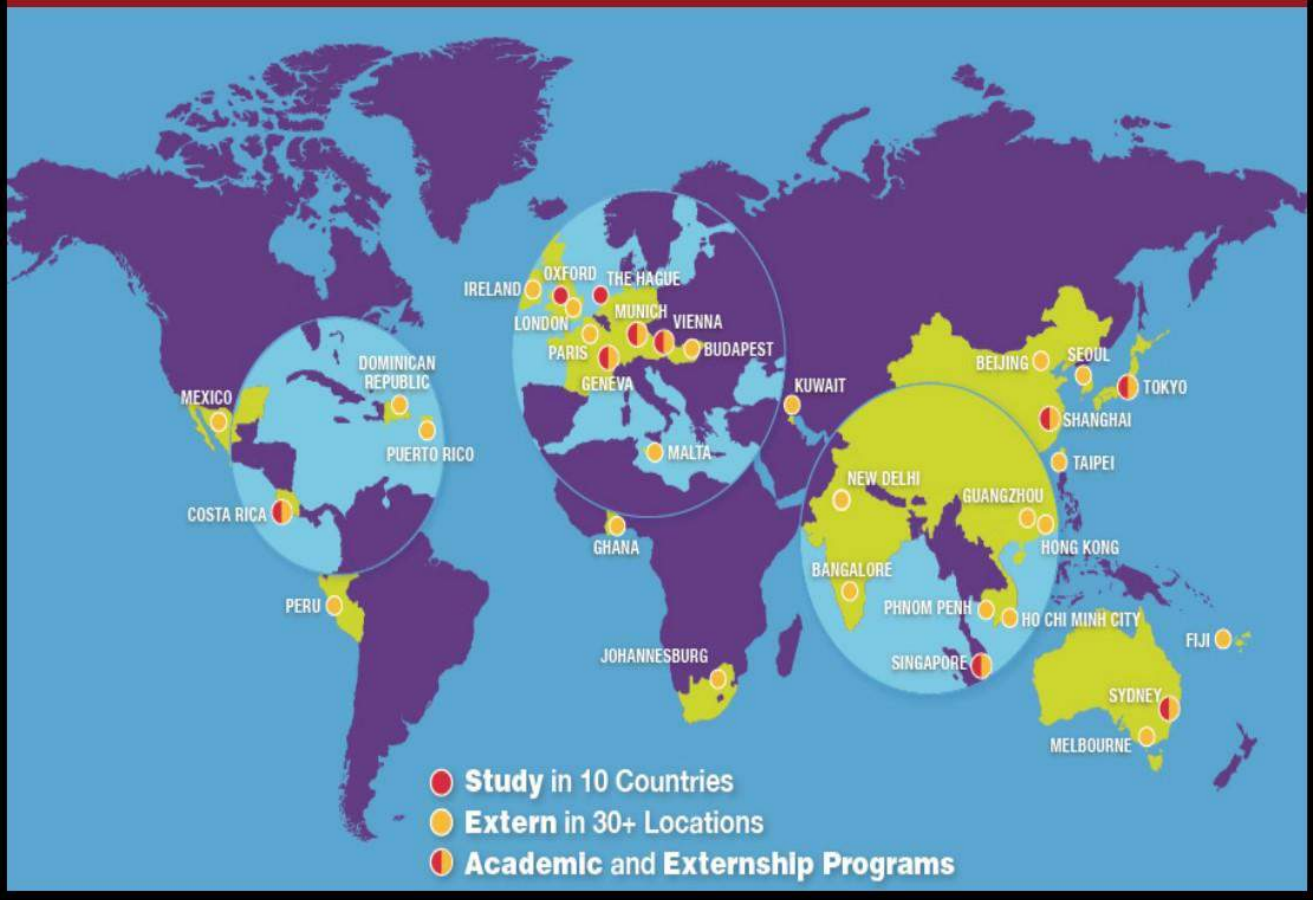 OXFORD
THE HAGUE
IRELAND
MUNICH
LONDON
VIENNA
PARIS
BUDAPEST
GENEVA
BEIJING
SEOUL
DOMINICAN
REPUBLIC
KUWAIT
TOKYO
MEXICO
SHANGHAI
PUERTO RICO
MALTA
TAIPEI
NEW DELHI
GUANGZHOU
COSTA RICA
GHANA
HONG KONG
BANGALORE
PERU
PHNOM PENH
HO CHI MINH CITY
FIJI
JOHANNESBURG
SINGAPORE
SYDNEY
MELBOURNE
Study in 10 Countries
Extern in 30+ Locations
Academic and Externship Programs